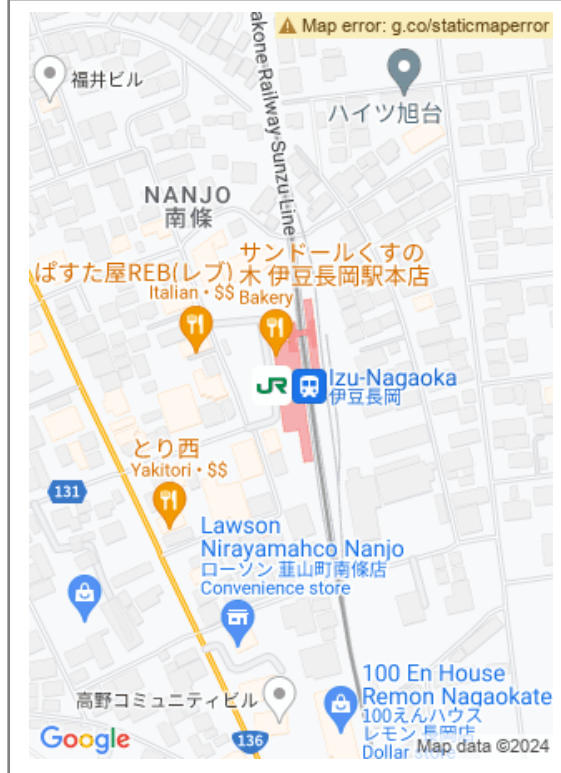 Map error: g.co/staticmaperror
akone Railway-Sunzu Line
福井ビル
ハイツ旭台
NANJO
南條
サンドールくすの
木 伊豆長岡駅本店
Bakery
ぱすた屋REB(レブ)
Italian • $$
JR
Izu-Nagaoka
伊豆長岡
とり西
Yakitori • $$
131
Lawson
Nirayamahco Nanjo
ローソン 韮山町南條店
Convenience store
100 En House
Remon Nagaokate
100えんハウス
レモン 長岡店
Dollar store
高野コミュニティビル
136
Google
Map data ©2024